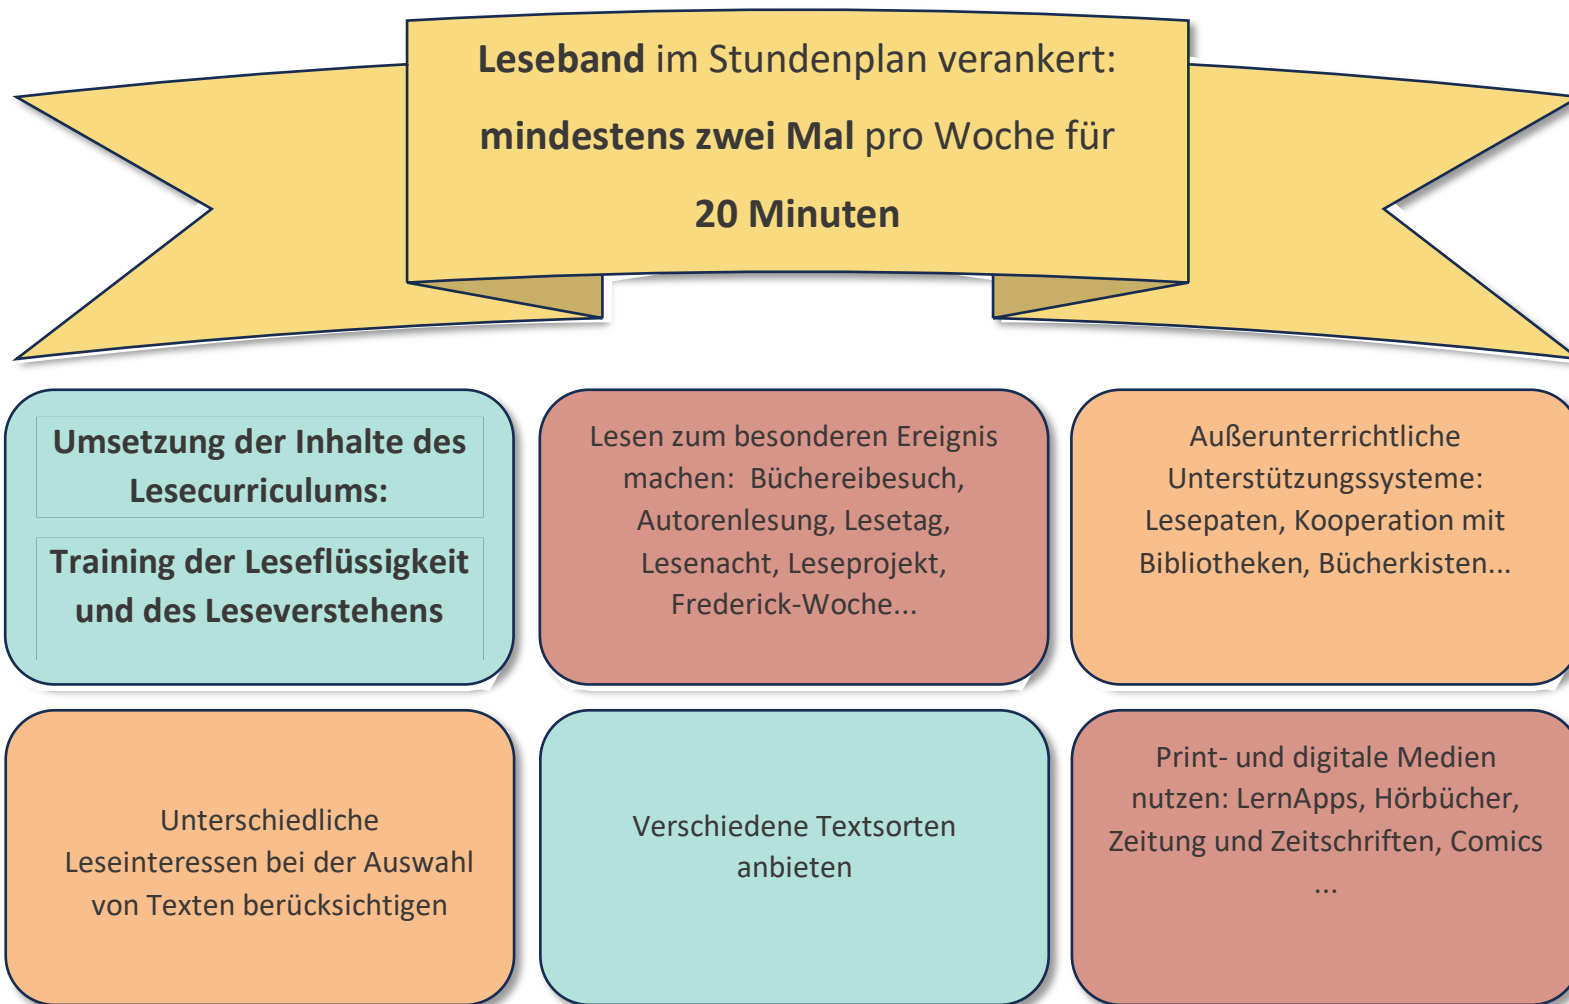 Leseband im Stundenplan verankert:
mindestens zwei Mal pro Woche für
20 Minuten
Umsetzung der Inhalte des
Lesecurriculums:
Training der Leseflüssigkeit
und des Leseverstehens
Lesen zum besonderen Ereignis
machen:  Büchereibesuch,
Autorenlesung, Lesetag,
Lesenacht, Leseprojekt,
Frederick-Woche...
Außerunterrichtliche
Unterstützungssysteme:
Lesepaten, Kooperation mit
Bibliotheken, Bücherkisten...
Unterschiedliche
Leseinteressen bei der Auswahl
von Texten berücksichtigen
Verschiedene Textsorten
anbieten
Print- und digitale Medien
nutzen: LernApps, Hörbücher,
Zeitung und Zeitschriften, Comics
...